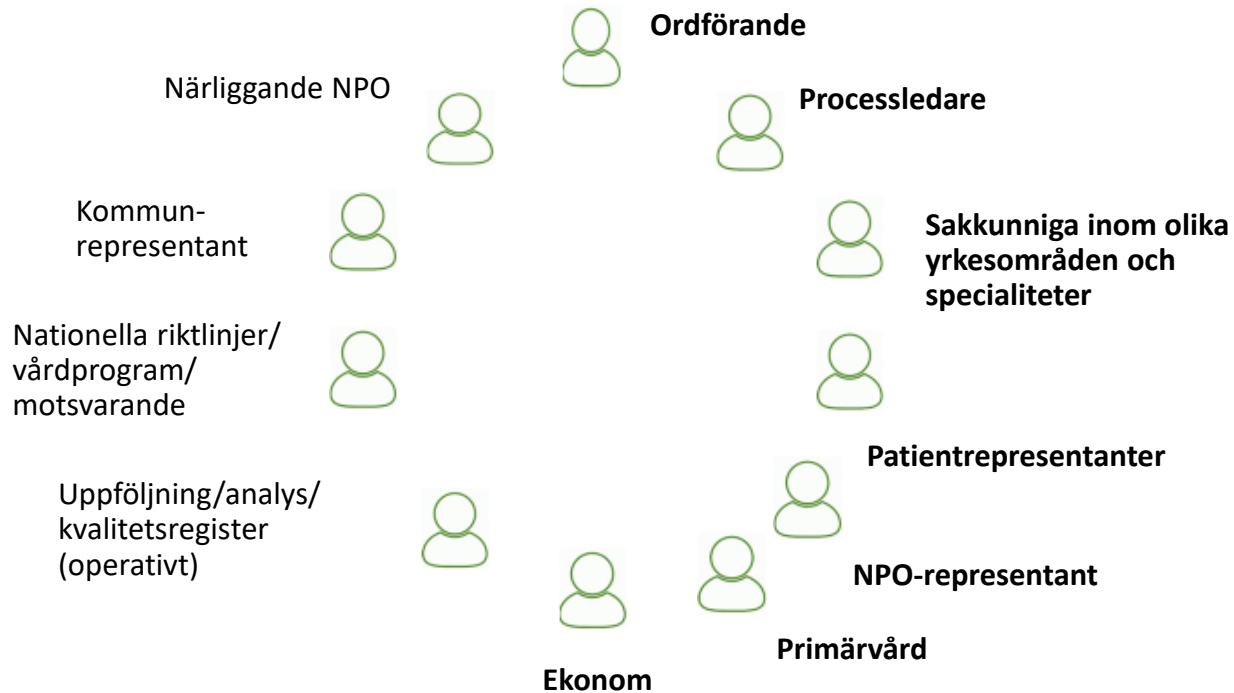 Ordförande
Närliggande NPO
Processledare
Kommun-
representant
Sakkunniga inom olika
yrkesområden och
specialiteter
Nationella riktlinjer/
vårdprogram/
motsvarande
Patientrepresentanter
Uppföljning/analys/
kvalitetsregister
(operativt)
NPO-representant
Primärvård
Ekonom